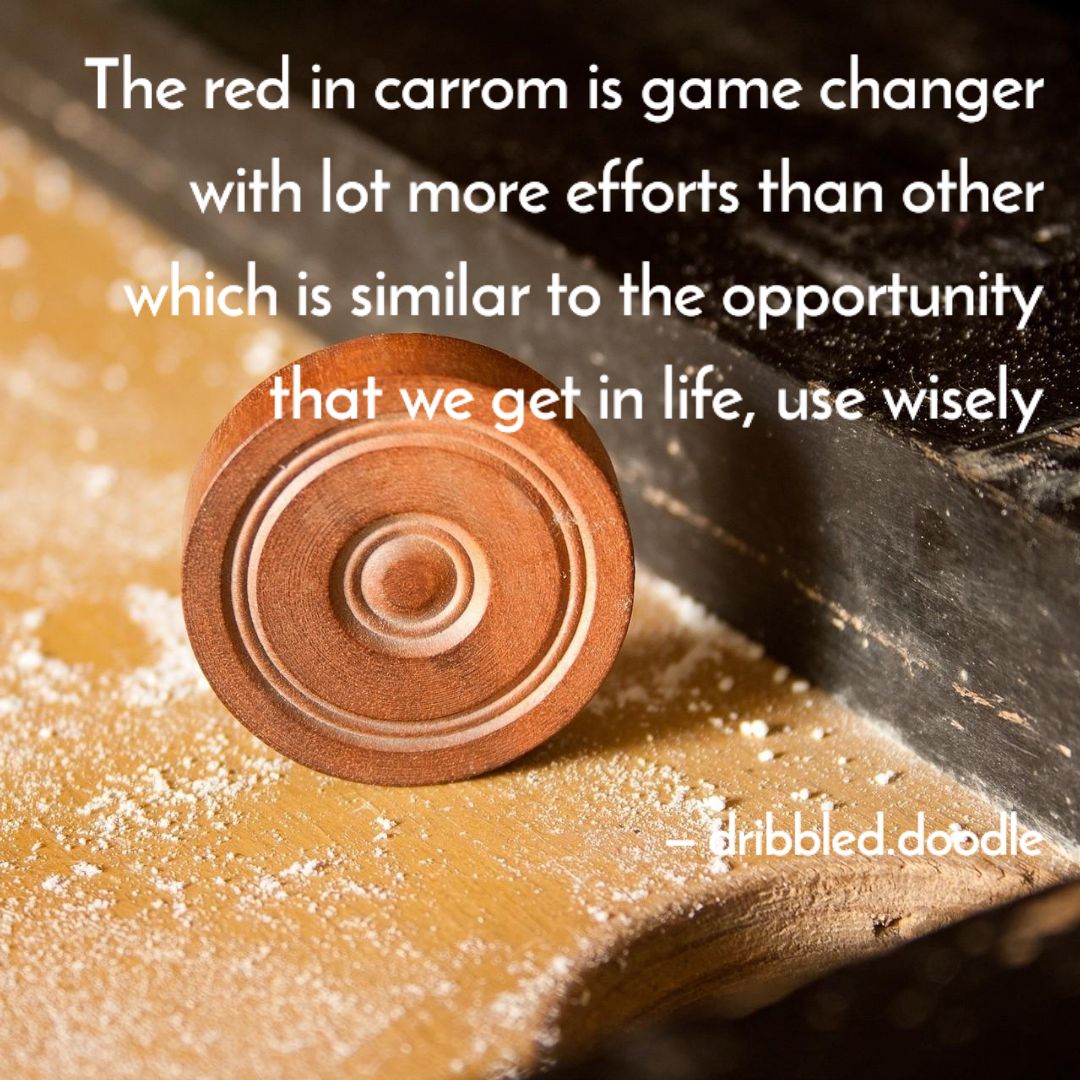 The red in carrom is game changer
with lot more efforts than other
which is similar to the opportunity
that we get in life, use wisely
– dribbled.doodle